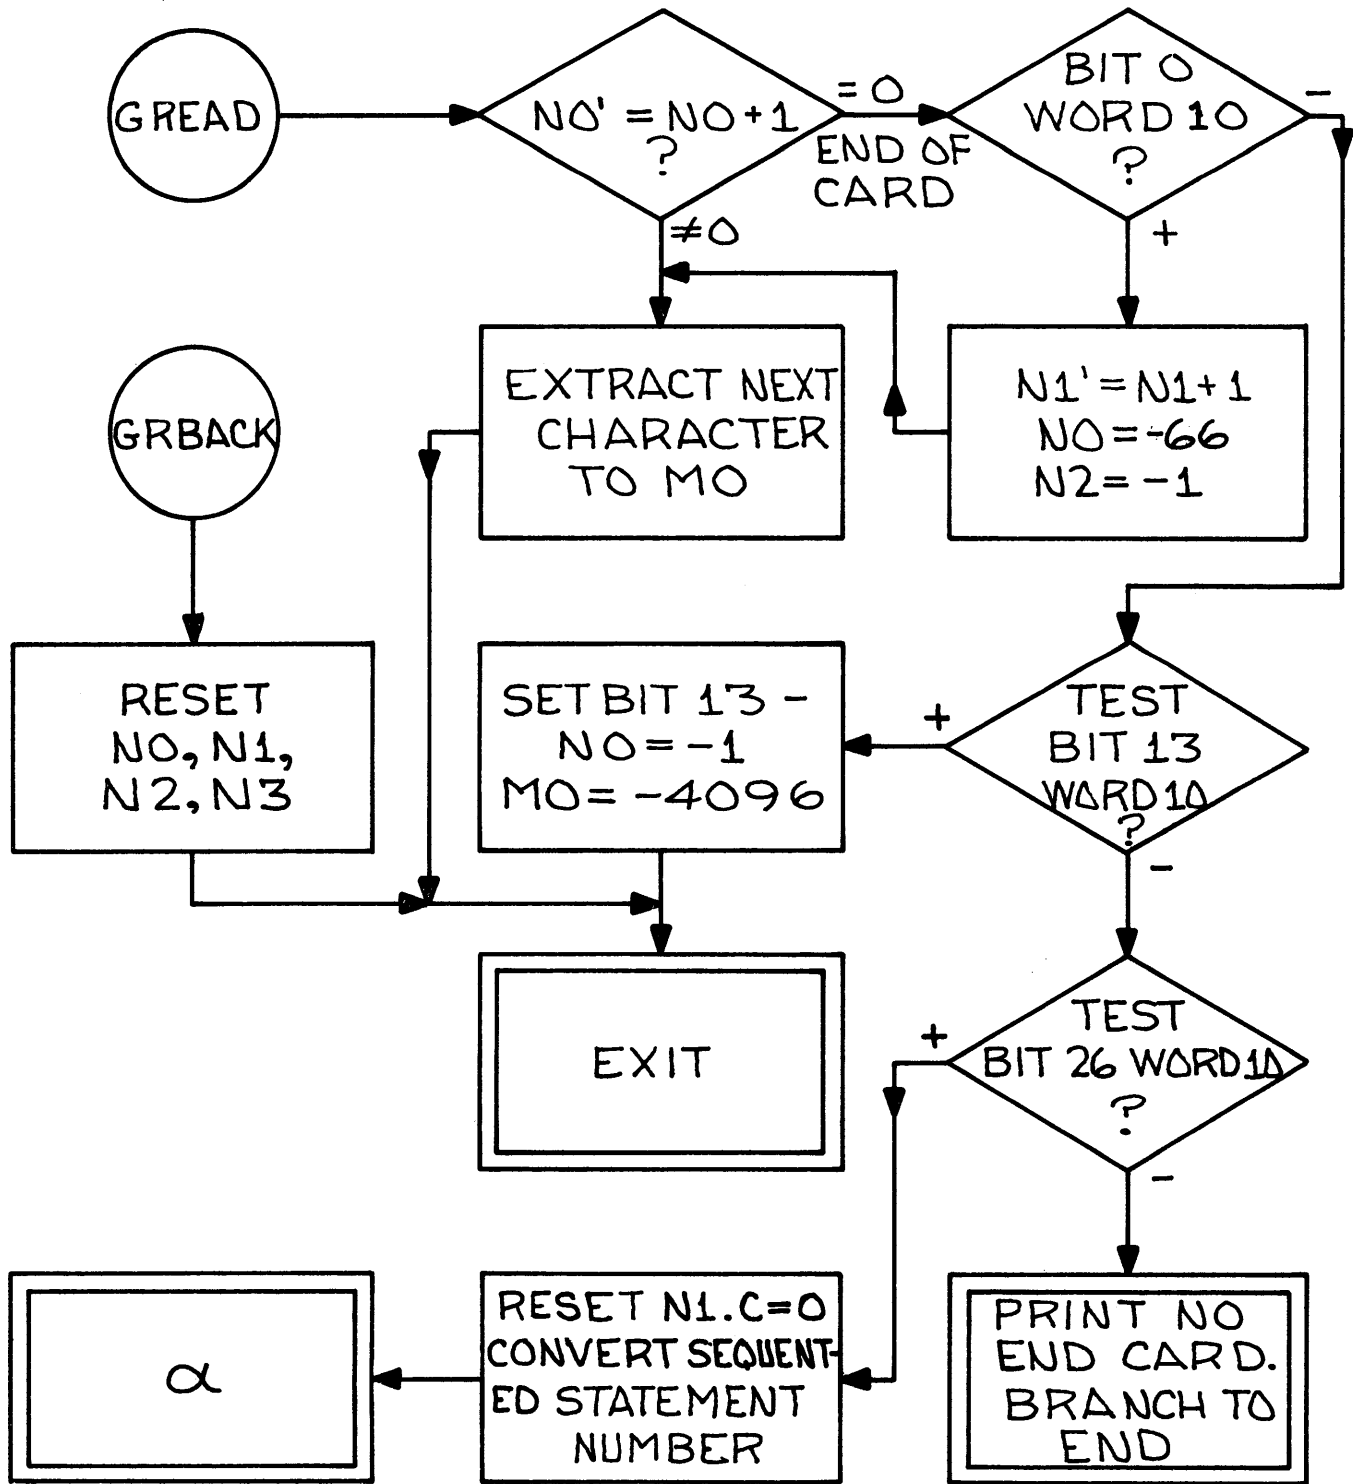 GREAD
NO' = NO + 1
?
= 0
END OF
CARD
≠0
BIT 0
WORD 10
?
-
+
EXTRACT NEXT
CHARACTER
TO MO
N1' = N1+1
NO = -66
N2 = -1
GRBACK
RESET
NO, N1,
N2, N3
SET BIT 13 -
NO = -1
MO = -4096
+
TEST
BIT 13
WORD 10
?
-
EXIT
+
TEST
BIT 26 WORD 10
?
-
α
RESET N1.C=0
CONVERT SEQUENT-
ED STATEMENT
NUMBER
PRINT NO
END CARD.
BRANCH TO
END